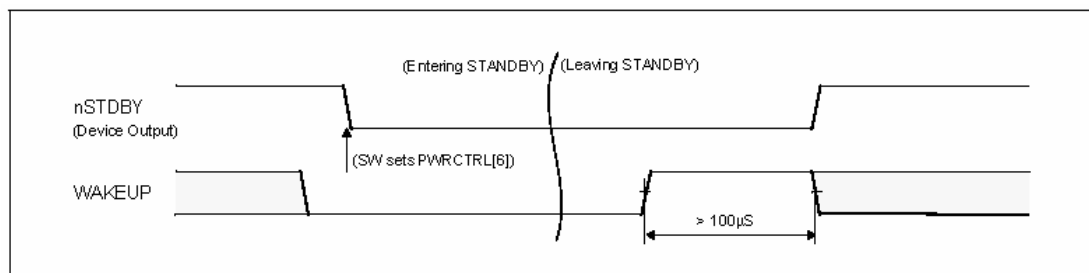 (Entering STANDBY) (Leaving STANDBY)
nSTDBY
(Device Output)
(SW sets PWRCTRL[6])
WAKEUP
> 100µS